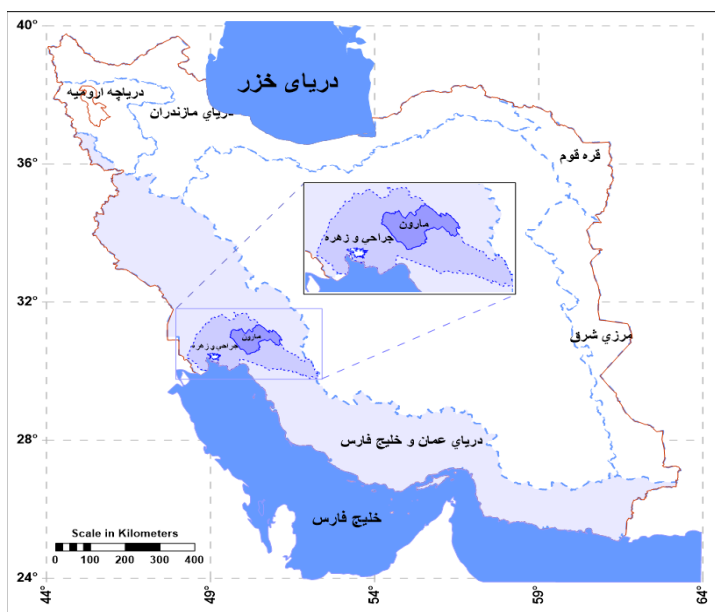 40°
دریای خزر
دریاچه ارومیه
دریاي مازندران
36°
قره قوم
مارون
جراحي و زهره
32°
مارون
جراحي و زهره
مرزي شرق
28°
درياي عمان و خليج فارس
خليج فارس
Scale in Kilometers
0 100 200 300 400
24°
44° 49° 54° 59° 64°